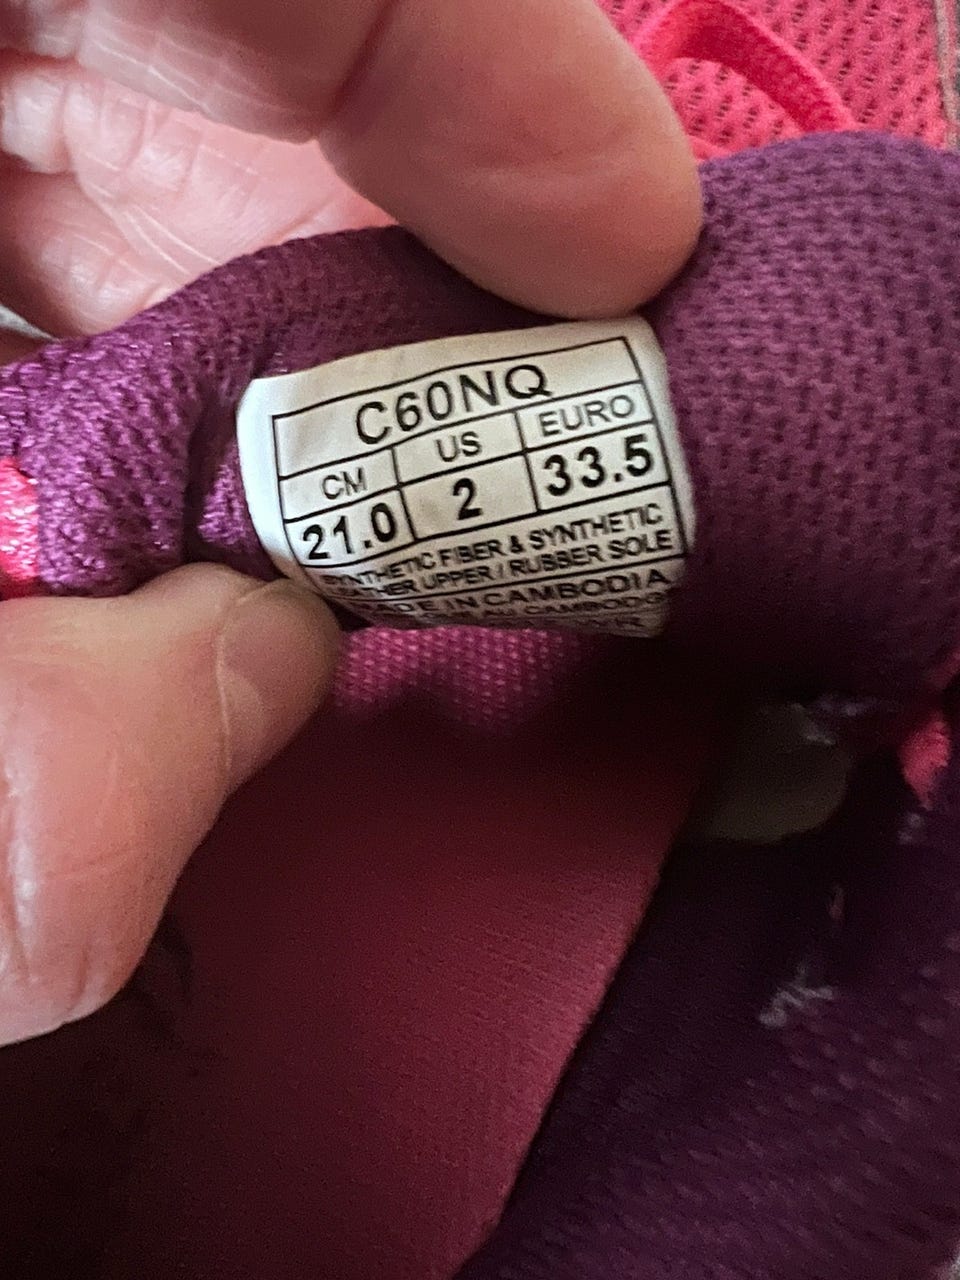 C60NQ
CM US EURO
21.0 2 33.5
SYNTHETIC FIBER & SYNTHETIC
LEATHER UPPER / RUBBER SOLE
MADE IN CAMBODIA